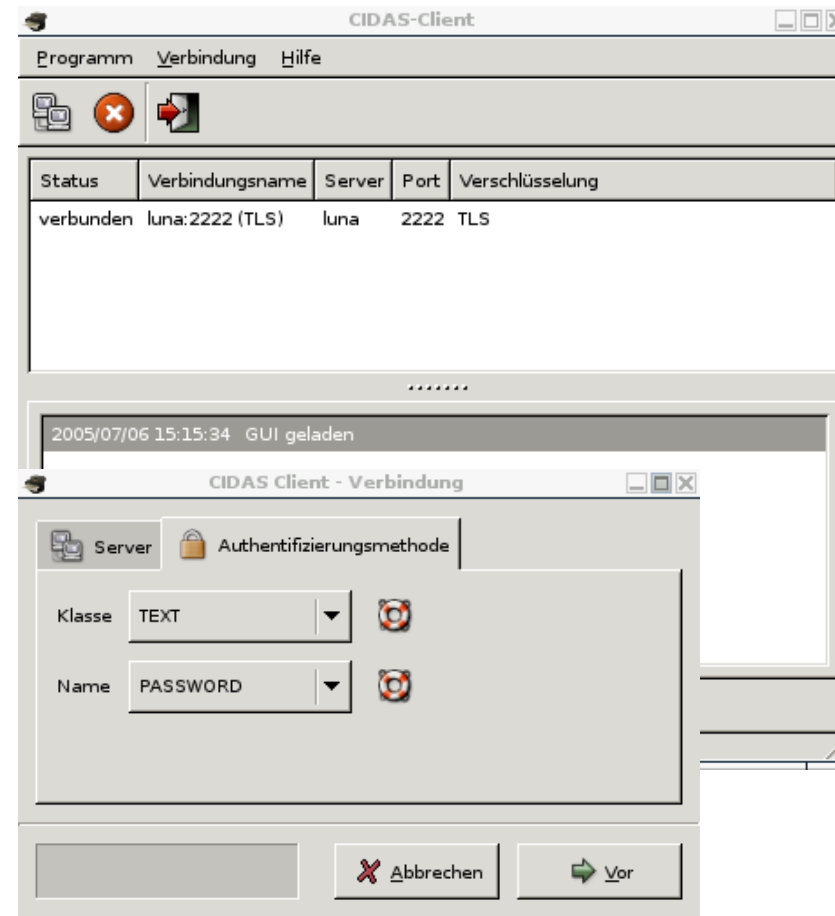 CIDAS-Client
Programm Verbindung Hilfe
Status Verbindungsname Server Port Verschlüsselung
verbunden luna:2222 (TLS) luna 2222 TLS
2005/07/06 15:15:34 GUI geladen
CIDAS Client - Verbindung
Server Authentifizierungsmethode
Klasse TEXT
Name PASSWORD
Abbrechen Vor